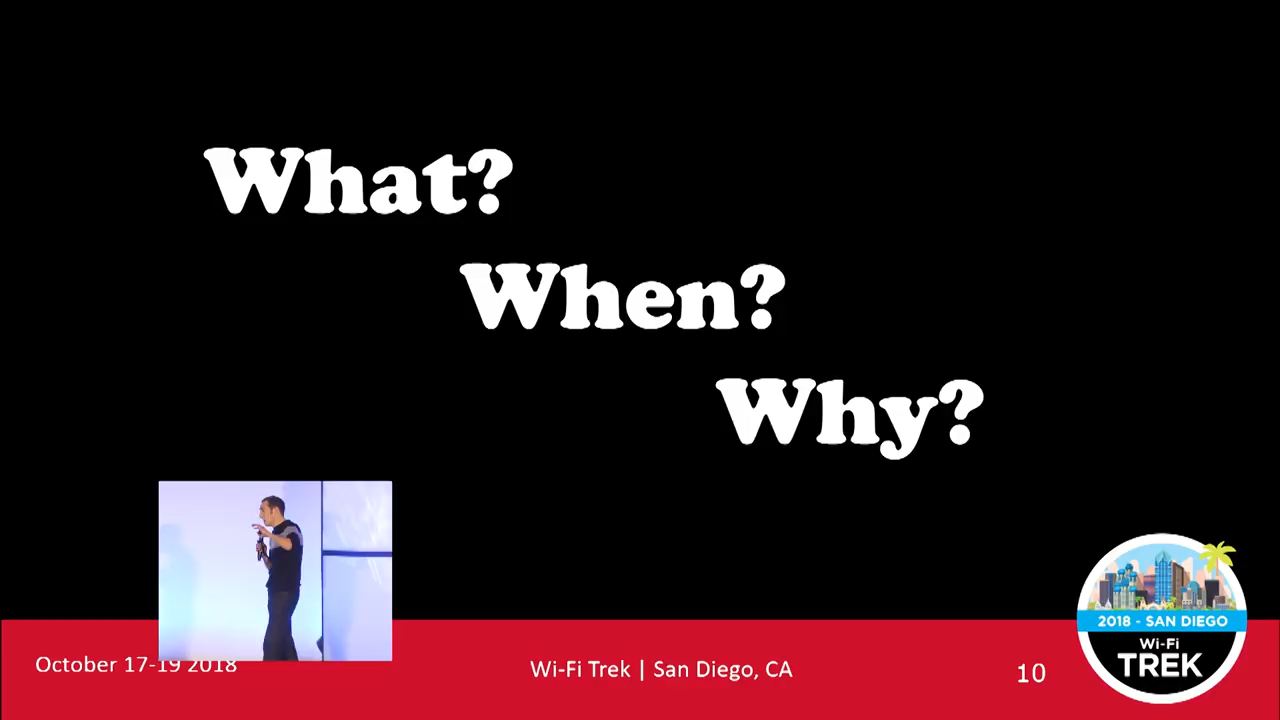 What?
When?
Why?
October 17-19 2018
Wi-Fi Trek | San Diego, CA
10
2018 - SAN DIEGO
Wi-Fi
TREK